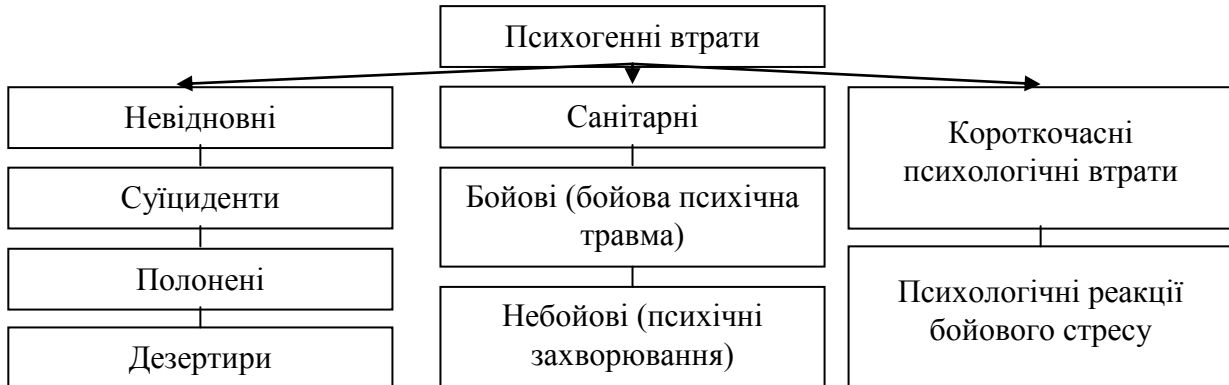 Психогенні втрати
Невідновні
Суїциденти
Полонені
Дезертири
Санітарні
Бойові (бойова психічна
травма)
Небойові (психічні
захворювання)
Короткочасні
психологічні втрати
Психологічні реакції
бойового стресу